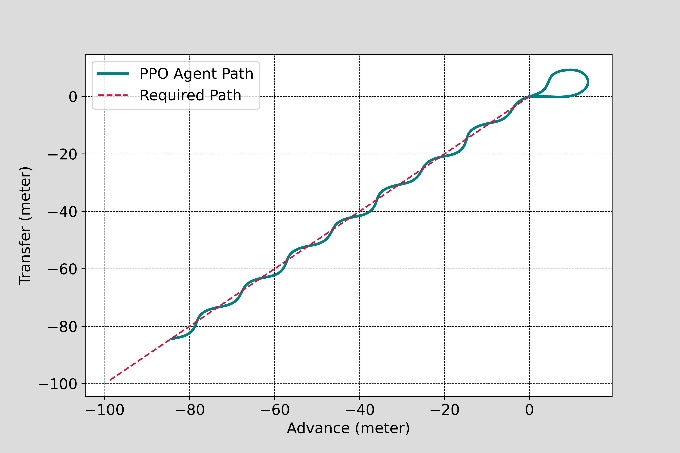 PPO Agent Path
Required Path
0
−20
−40
−60
−80
−100
Transfer (meter)
−100 −80 −60 −40 −20 0
Advance (meter)